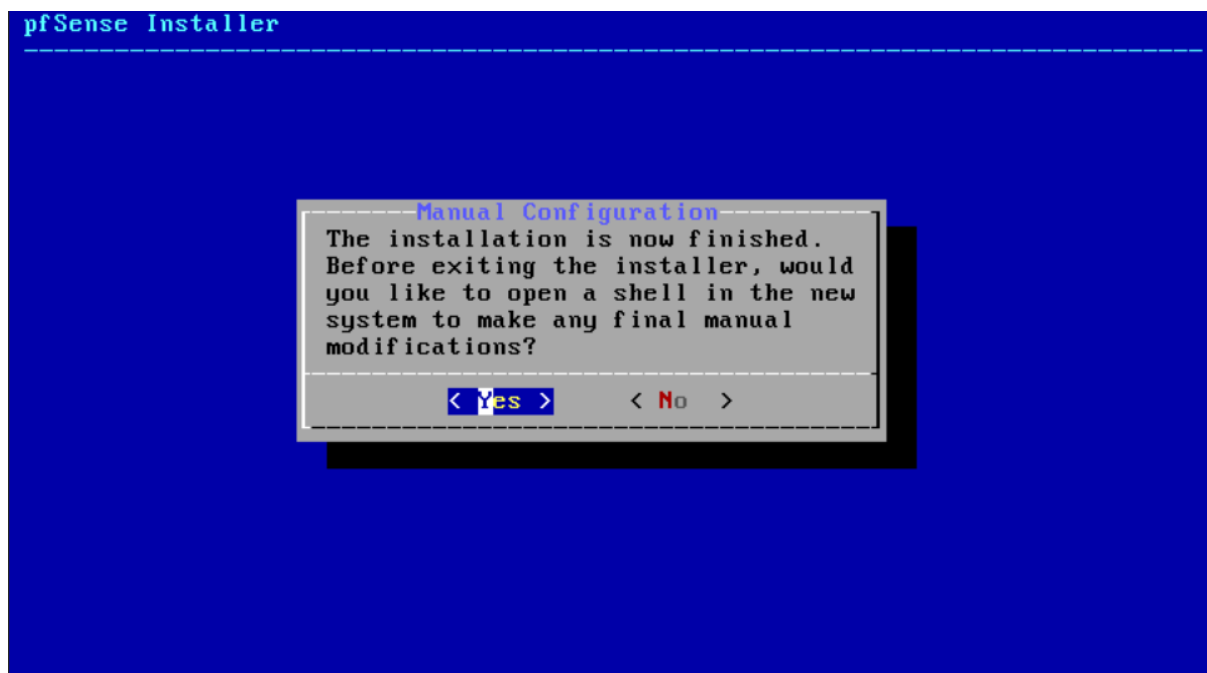 pfSense Installer
Manual Configuration
The installation is now finished.
Before exiting the installer, would
you like to open a shell in the new
system to make any final manual
modifications?
< Yes > < No >